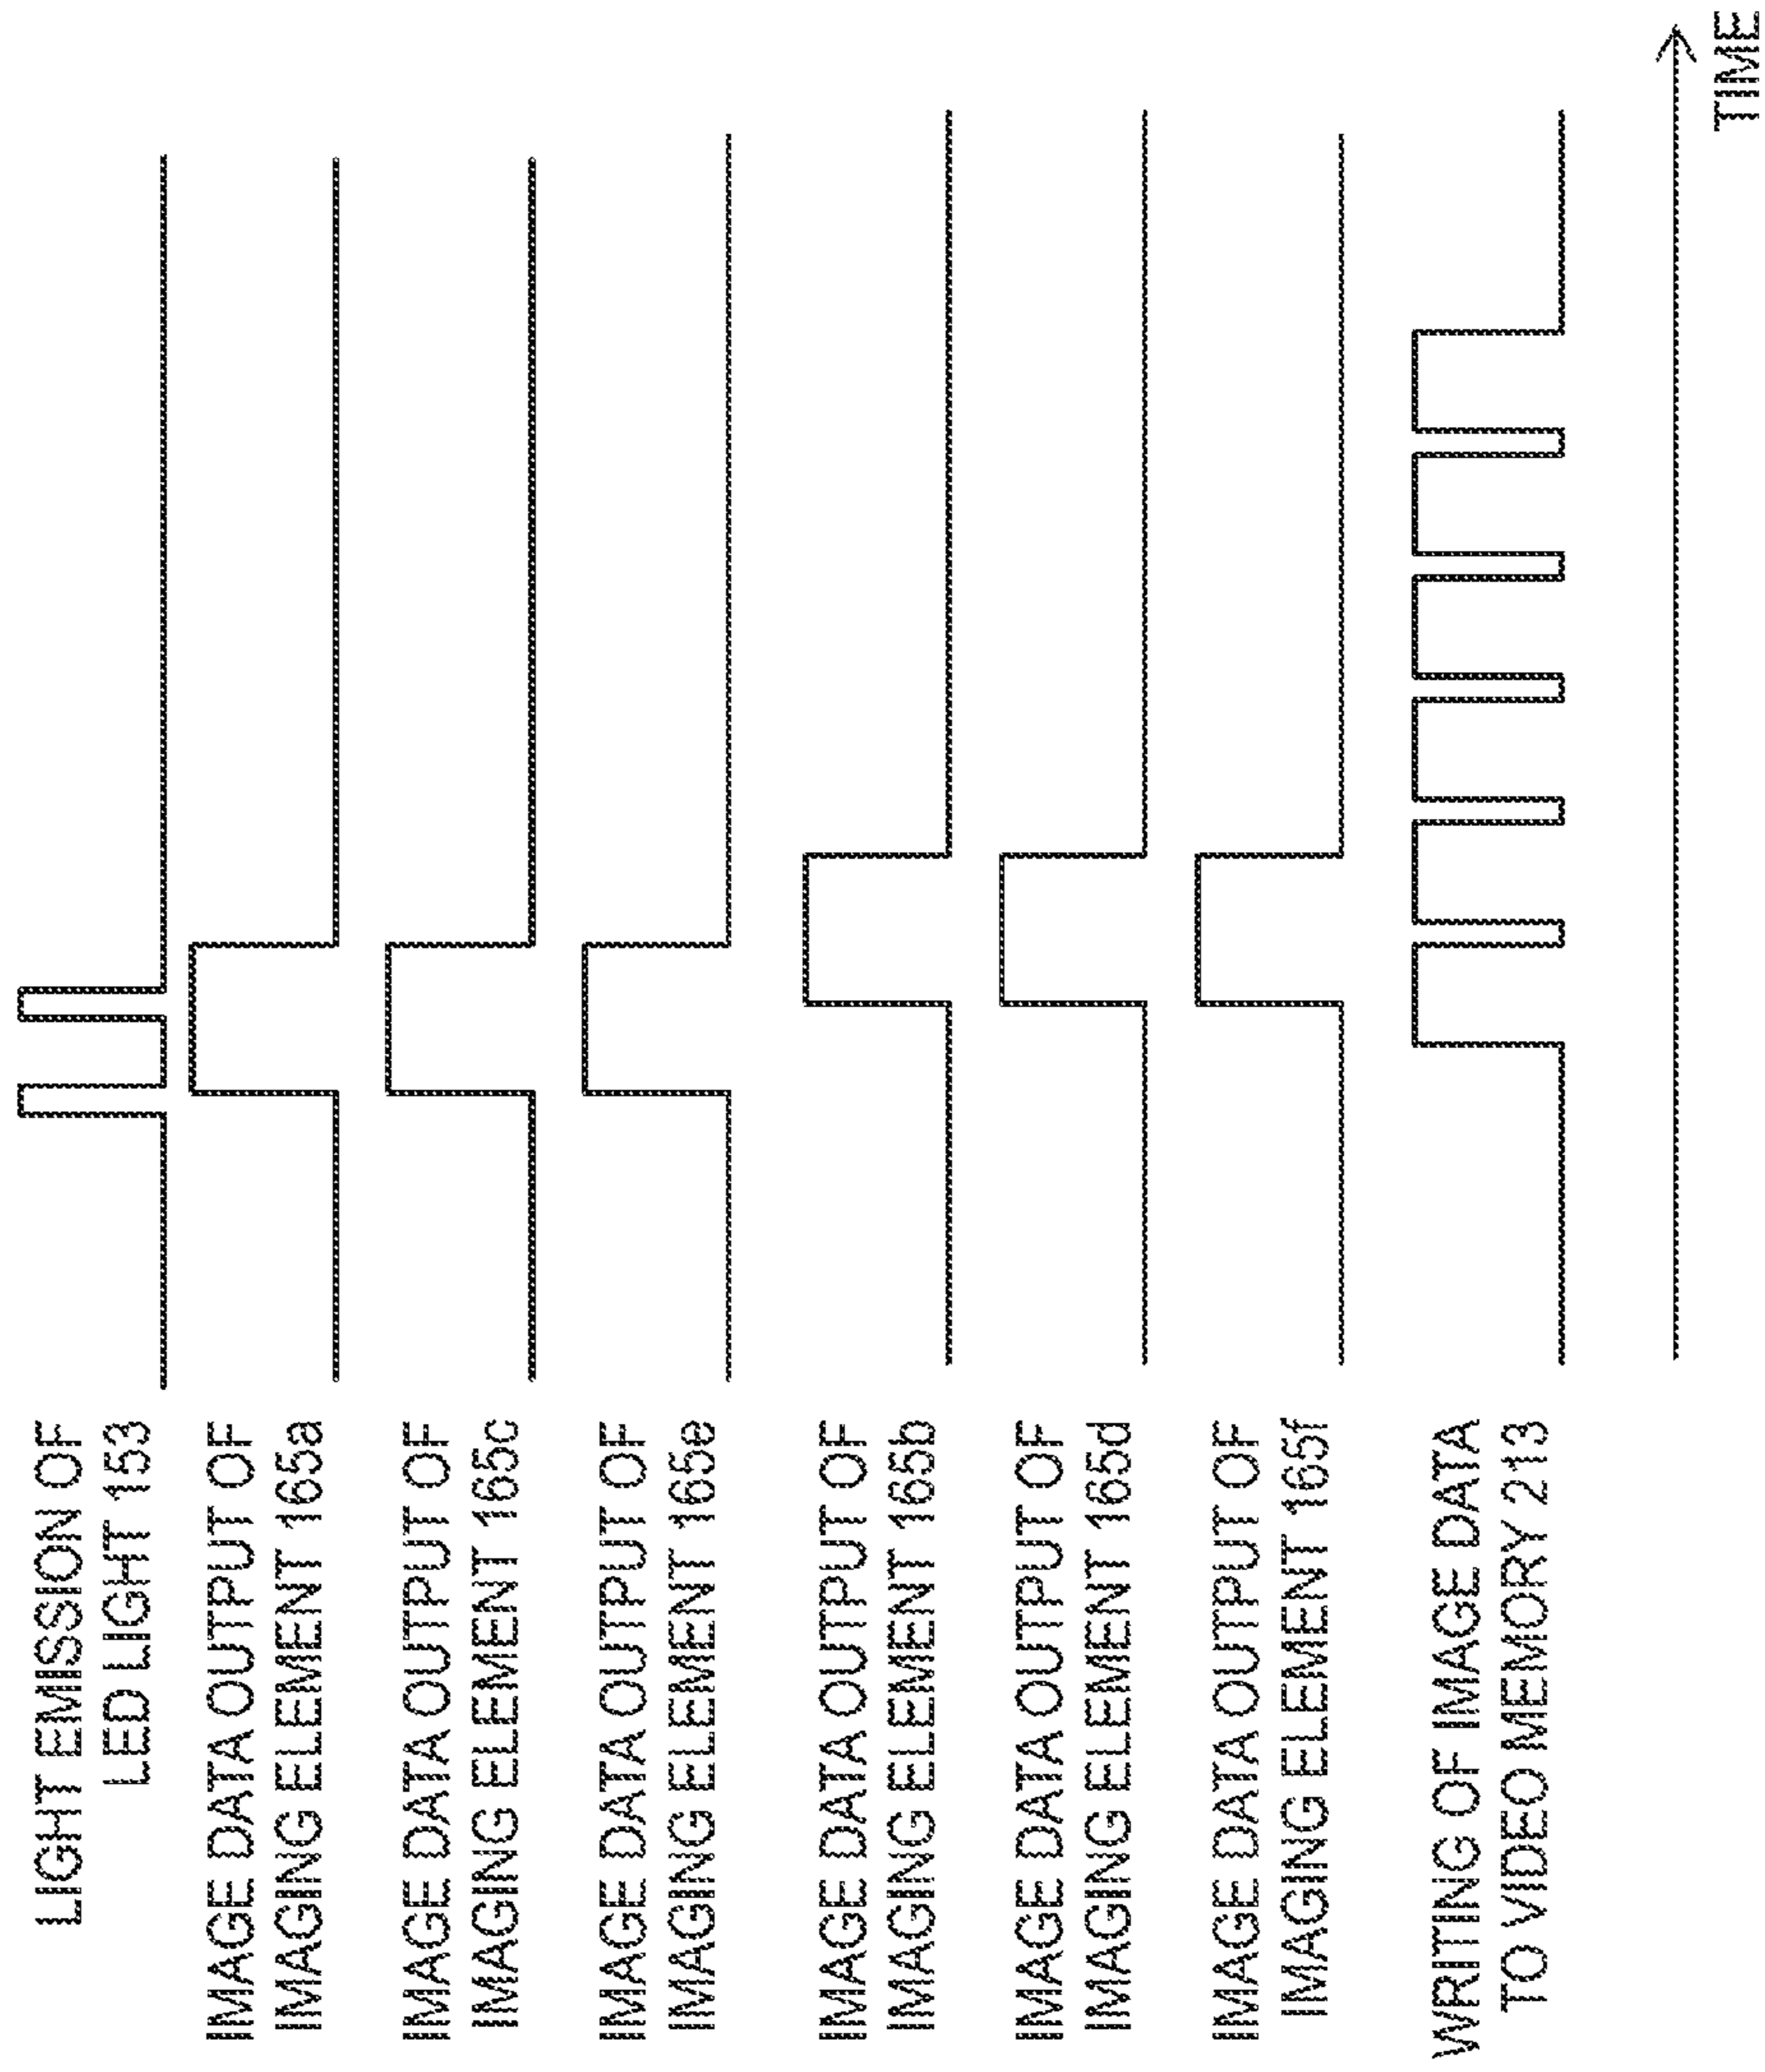 LIGHT EMISSION OF
LED LIGHT 153
IMAGE DATA OUTPUT OF
IMAGING ELEMENT 165a
IMAGE DATA OUTPUT OF
IMAGING ELEMENT 165c
IMAGE DATA OUTPUT OF
IMAGING ELEMENT 165e
IMAGE DATA OUTPUT OF
IMAGING ELEMENT 165b
IMAGE DATA OUTPUT OF
IMAGING ELEMENT 165d
IMAGE DATA OUTPUT OF
IMAGING ELEMENT 165f
WRITING OF IMAGE DATA
TO VIDEO MEMORY 213
TIME